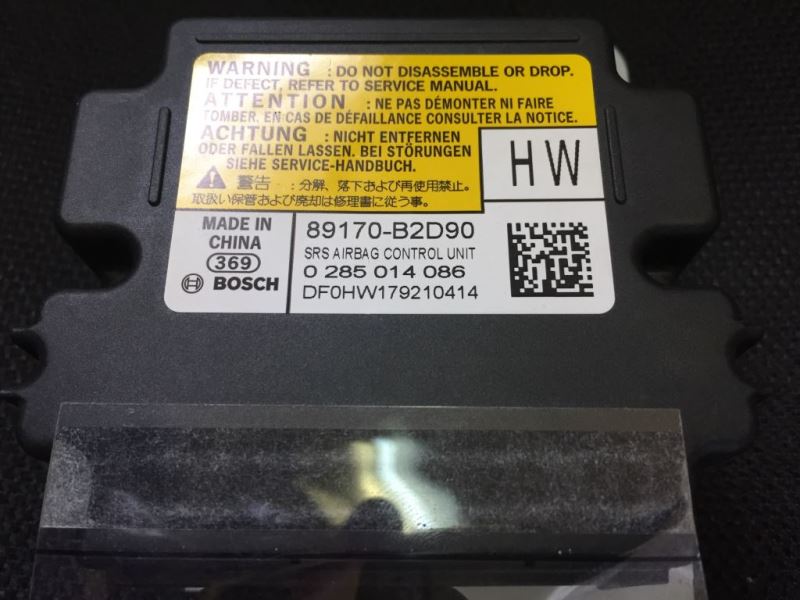 WARNING : DO NOT DISASSEMBLE OR DROP.
IF DEFECT, REFER TO SERVICE MANUAL.
ATTENTION : NE PAS DÉMONTER NI FAIRE
TOMBER, EN CAS DE DÉFAILLANCE CONSULTER LA NOTICE.
ACHTUNG : NICHT ENTFERNEN
ODER FALLEN LASSEN. BEI STÖRUNGEN
SIEHE SERVICE-HANDBUCH.
警告 : 分解、落下および再使用禁止。
取扱い保管および廃却は修理書に従う事。
HW
MADE IN
CHINA
369
BOSCH
89170-B2D90
SRS AIRBAG CONTROL UNIT
0 285 014 086
DF0HW179210414